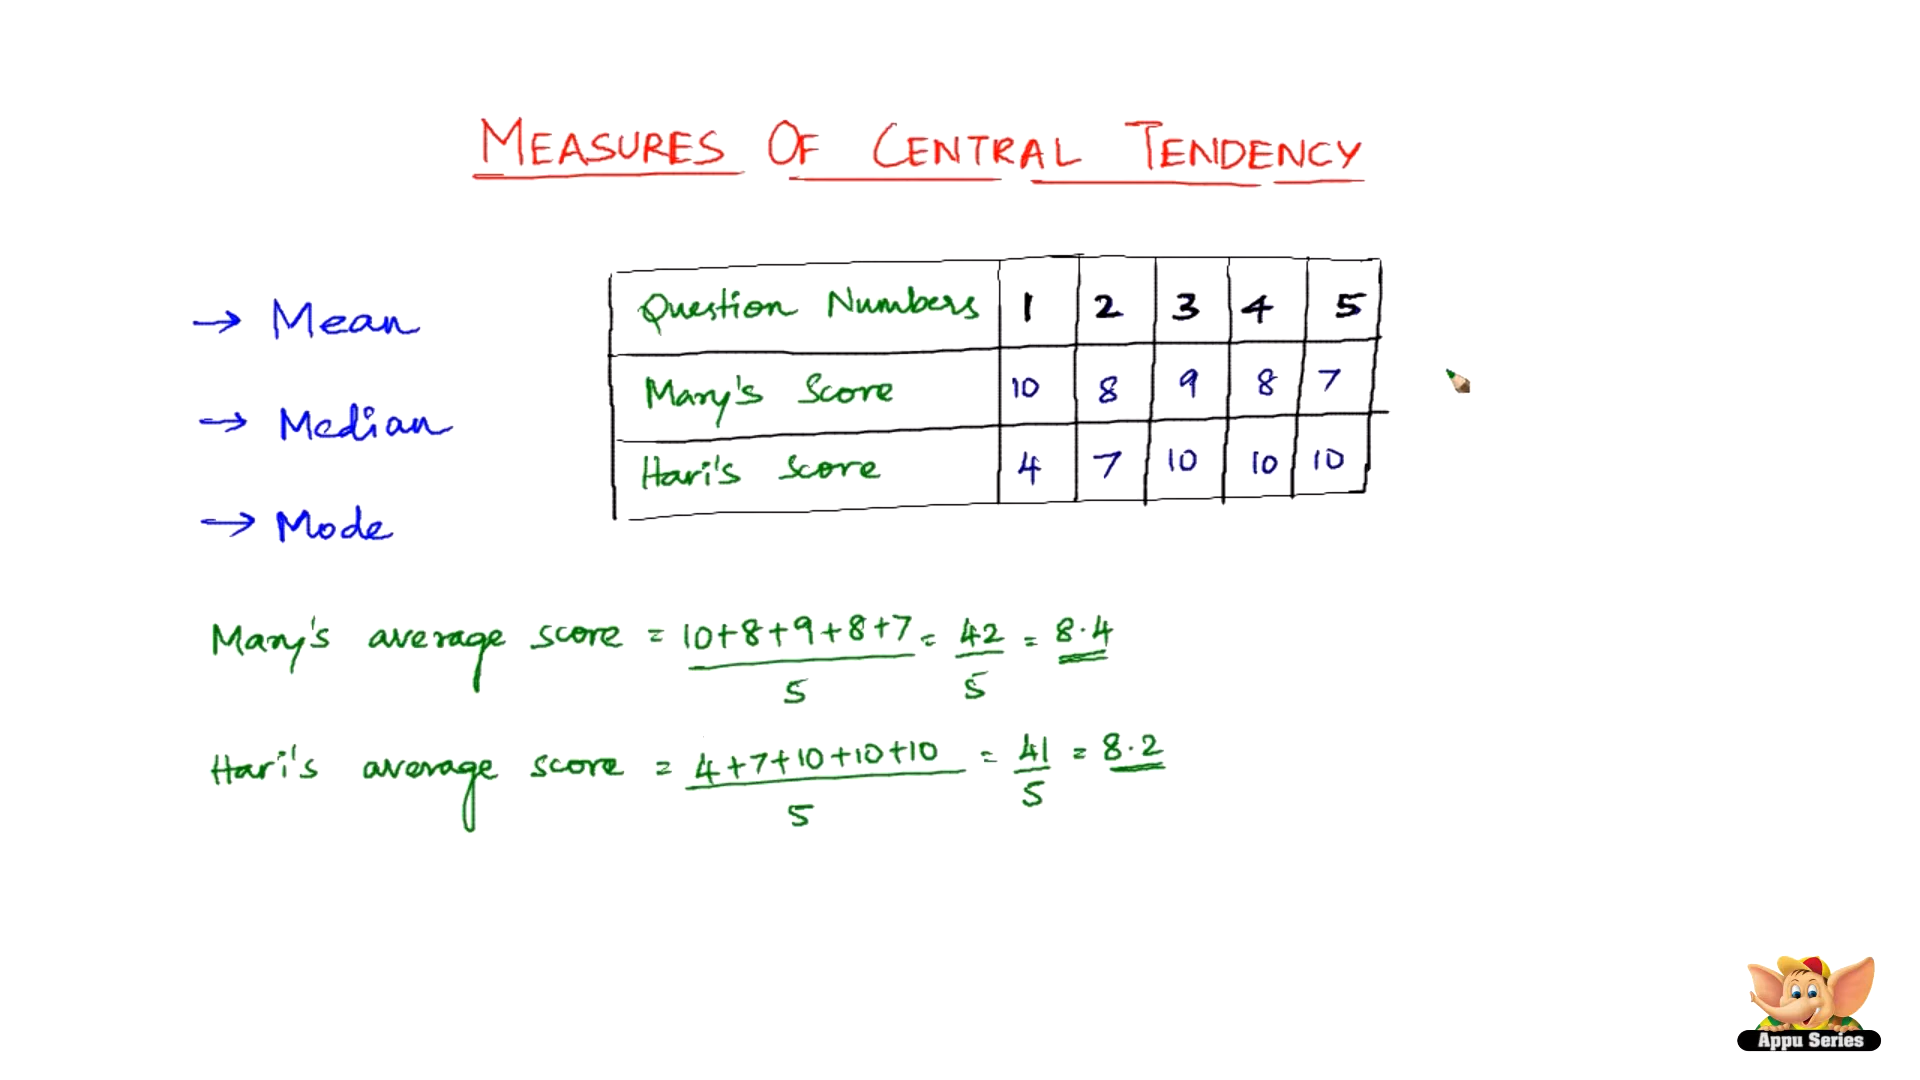 MEASURES OF CENTRAL TENDENCY
→ Mean
→ Median
→ Mode
Question Numbers 1 2 3 4 5
Mary's Score 10 8 9 8 7
Hari's Score 4 7 10 10 10
Mary's average score = 10+8+9+8+7 = 42 = 8.4
5 5
Hari's average score = 4+7+10+10+10 = 41 = 8.2
5 5
Appu Series